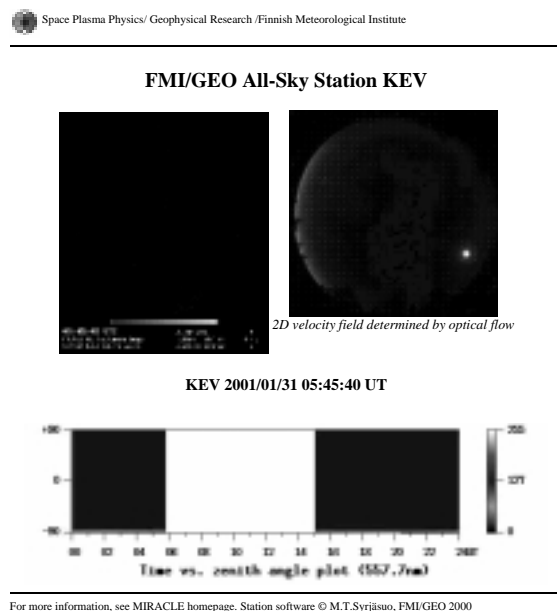 Space Plasma Physics/ Geophysical Research /Finnish Meteorological Institute
FMI/GEO All-Sky Station KEV
2D velocity field determined by optical flow
KEV 2001/01/31 05:45:40 UT
+90
0
-90
255
127
0
00 02 04 06 08 10 12 14 16 18 20 22 24UT
Time vs. zenith angle plot (557.7nm)
For more information, see MIRACLE homepage. Station software © M.T.Syrjäsuo, FMI/GEO 2000